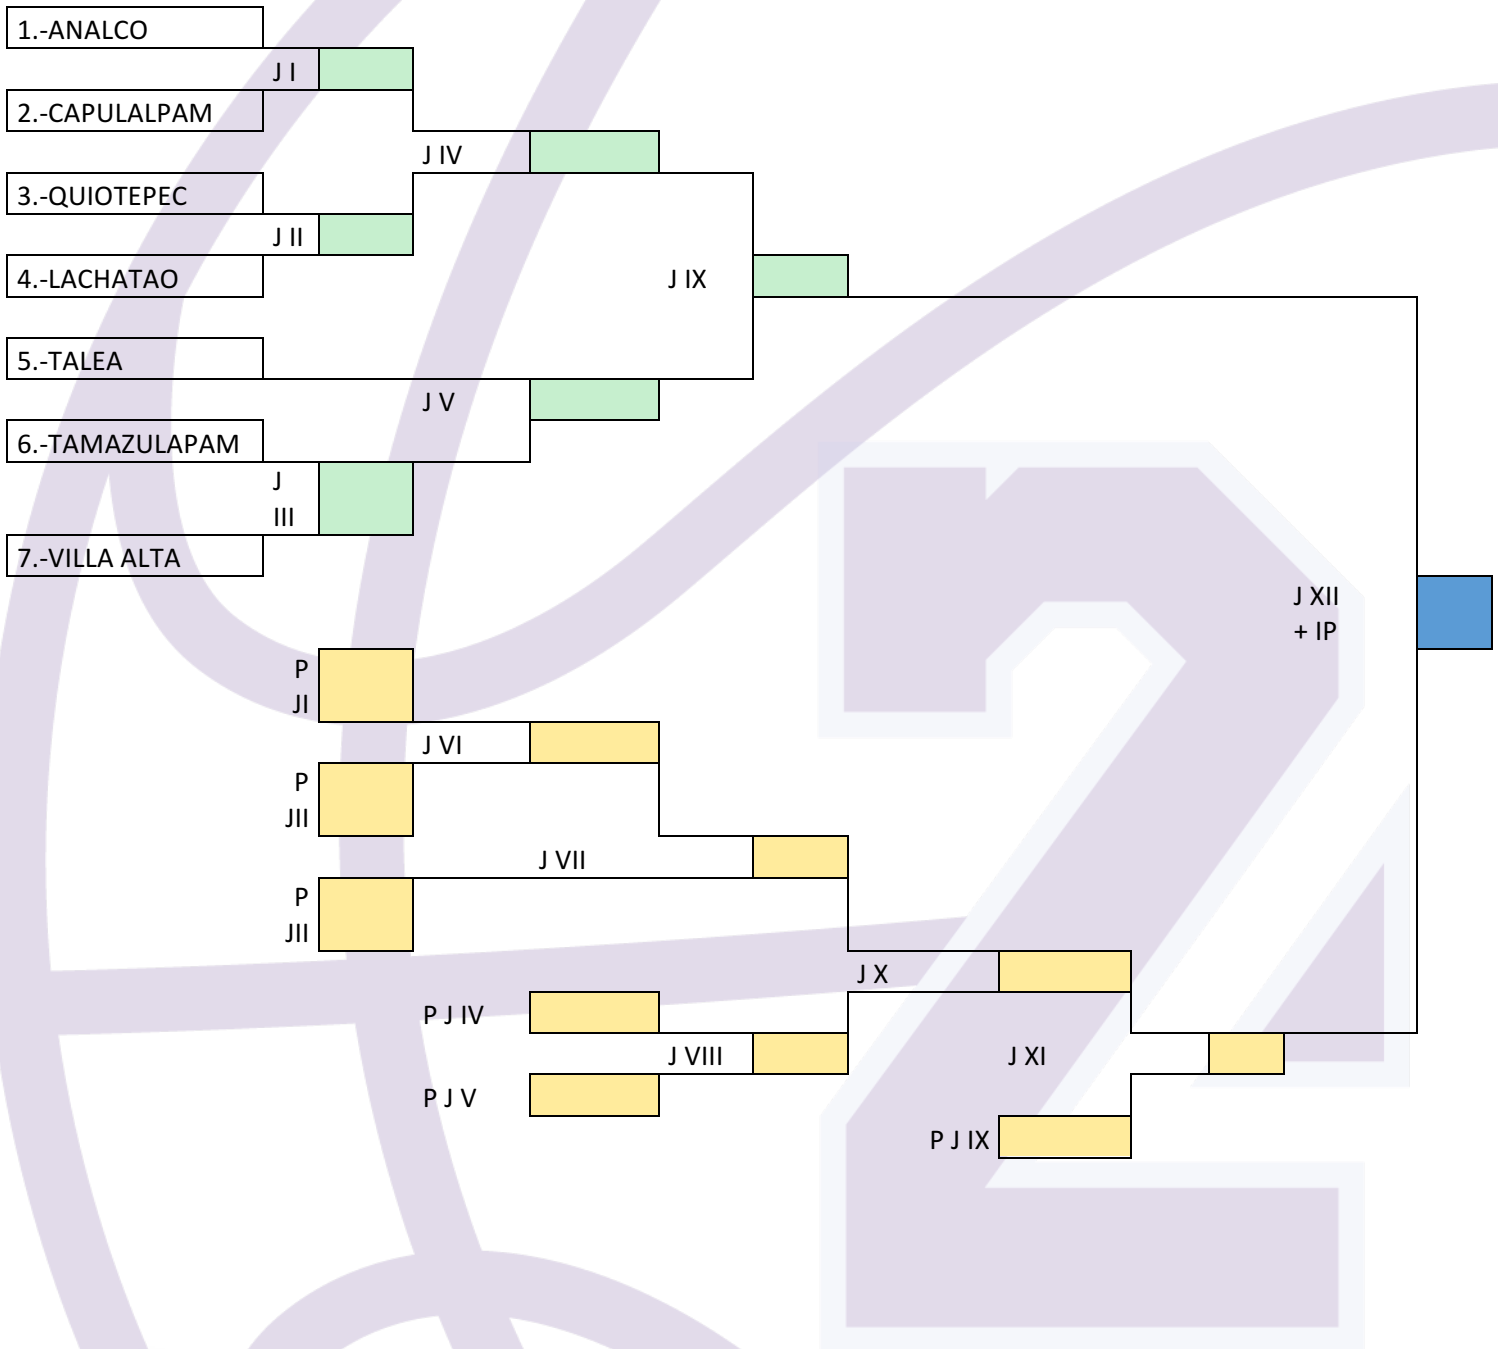 1.-ANALCO
J I
2.-CAPULALPAM
J IV
3.-QUIOTEPEC
J II
4.-LACHATAO
J IX
5.-TALEA
J V
6.-TAMAZULAPAM
J
III
7.-VILLA ALTA
J XII
+ IP
P
JI
J VI
P
JII
J VII
P
JII
J X
P J IV
J VIII
J XI
P J V
P J IX
2